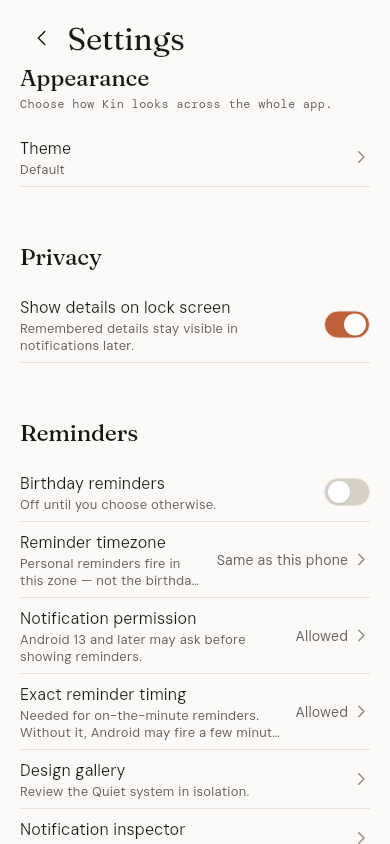 Settings
Appearance
Choose how Kin looks across the whole app.
Theme
Default
Privacy
Show details on lock screen
Remembered details stay visible in
notifications later.
Reminders
Birthday reminders
Off until you choose otherwise.
Reminder timezone
Personal reminders fire in
this zone — not the birthda…
Same as this phone
Notification permission
Android 13 and later may ask before
showing reminders.
Allowed
Exact reminder timing
Needed for on-the-minute reminders.
Without it, Android may fire a few minut…
Allowed
Design gallery
Review the Quiet system in isolation.
Notification inspector